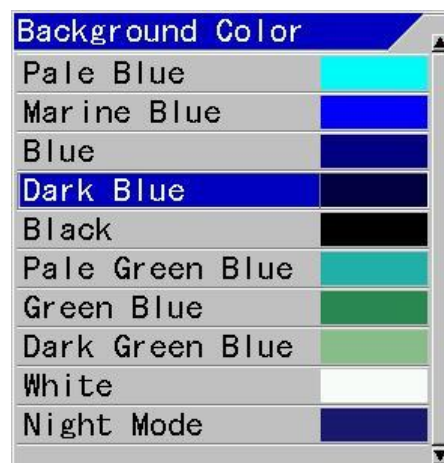 Background Color
Pale Blue
Marine Blue
Blue
Dark Blue
Black
Pale Green Blue
Green Blue
Dark Green Blue
White
Night Mode